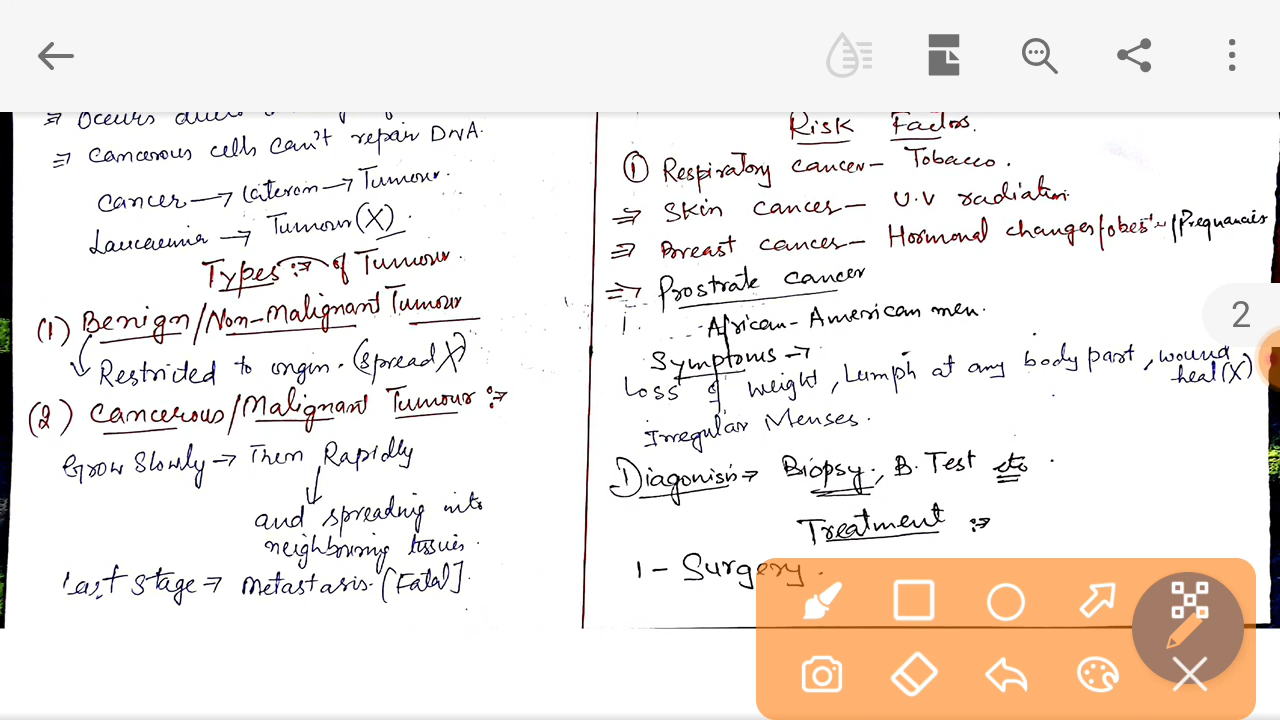 ⇒ Occurs
⇒ Cancerous cells can't repair DNA.
Cancer → Tumour.
→ Tumour (X)
Types :→ of Tumour.
(1) Benign/Non-Malignant Tumour
Restricted to origin. (spread X)
(2) Cancerous/Malignant Tumour :→
Grow Slowly → Then Rapidly
and spreading into
neighbouring tissues.
Last Stage ⇒ Metastasis. (Fatal].
Risk Factors.
① Respiratory cancer – Tobacco.
⇒ Skin cancer – U.V radiation.
⇒ Breast cancer – Hormonal changes/ /Pregnancies
⇒ Prostrate cancer
African-American men.
Symptoms →
Loss of weight, Lumph at any body part, wound
heal (X)
Irregular Menses.
Diagonisis ⇒ Biopsy, B. Test etc.
Treatment :→
1 – Surgery.
2